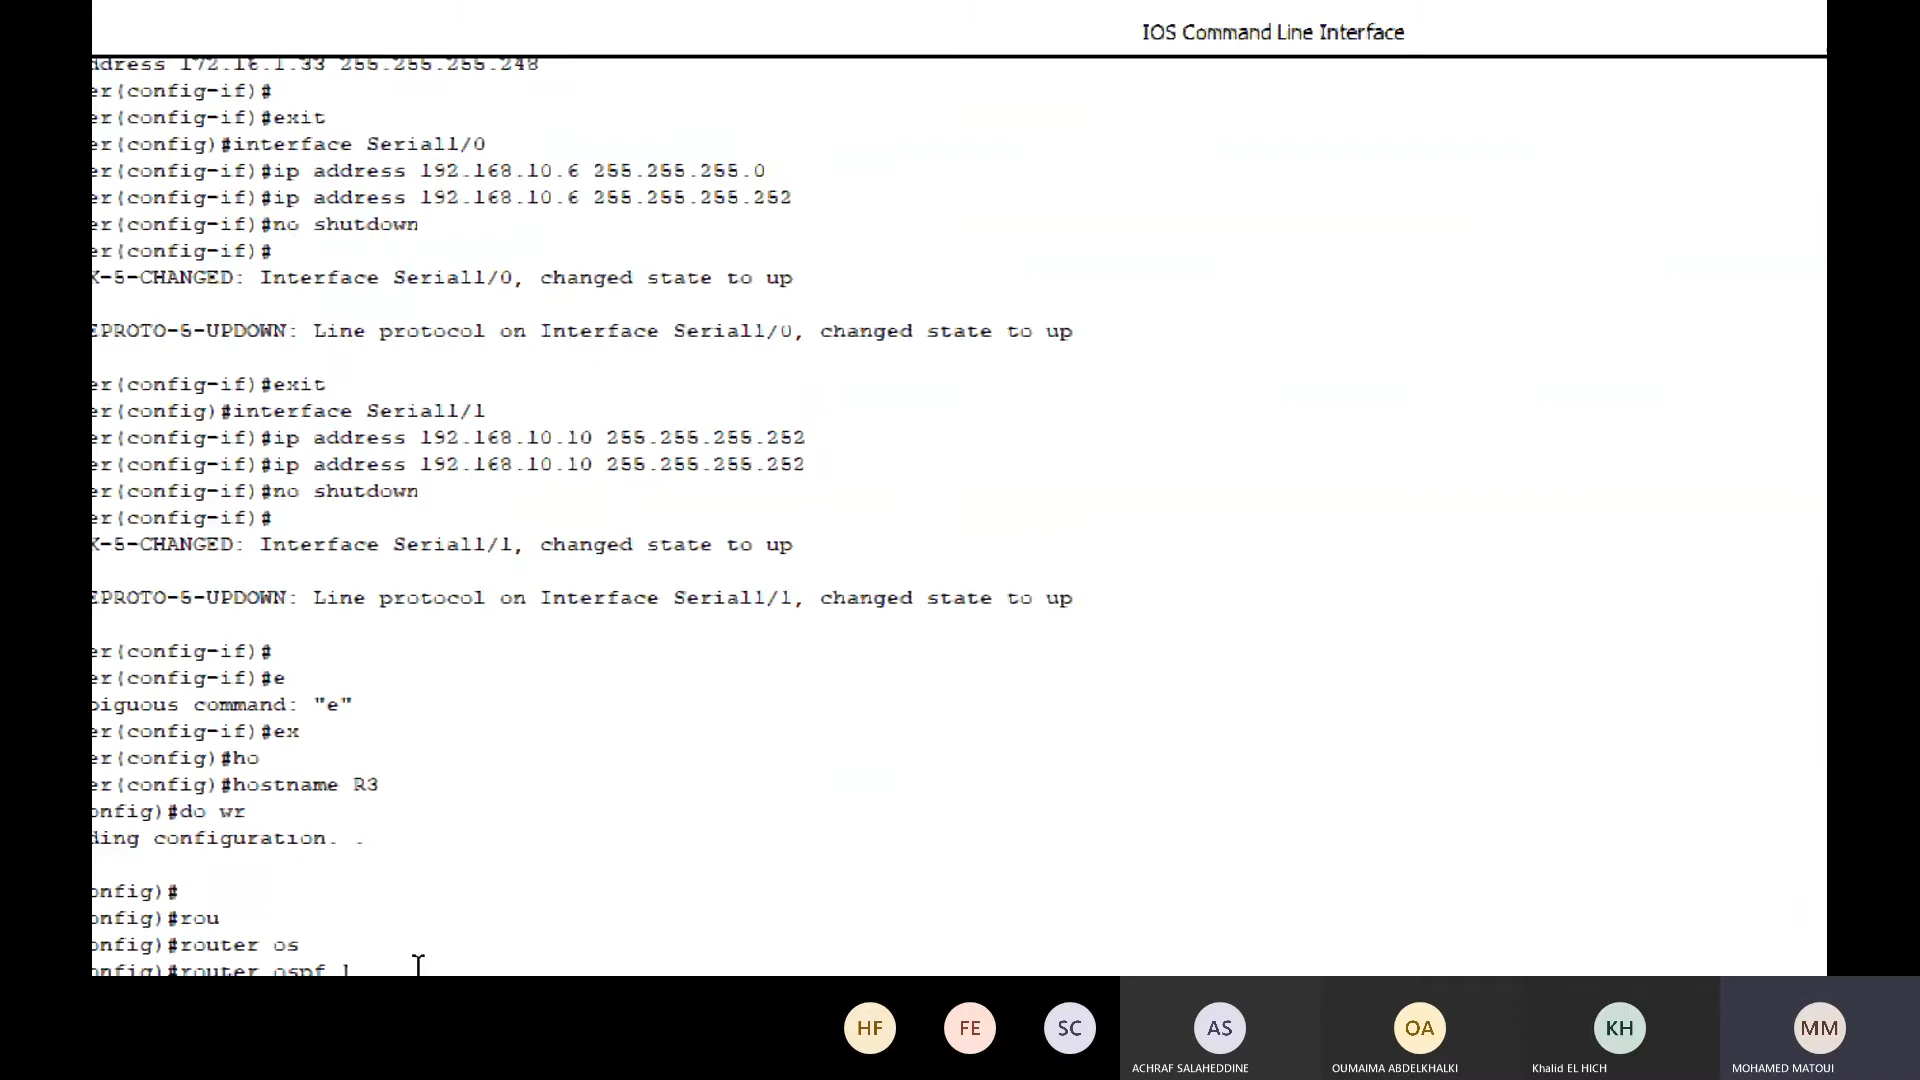 IOS Command Line Interface
ddress 172.16.1.33 255.255.255.248
er(config-if)#
er(config-if)#exit
er(config)#interface Serial1/0
er(config-if)#ip address 192.168.10.6 255.255.255.0
er(config-if)#ip address 192.168.10.6 255.255.255.252
er(config-if)#no shutdown
er(config-if)#
K-5-CHANGED: Interface Serial1/0, changed state to up
EPROTO-5-UPDOWN: Line protocol on Interface Serial1/0, changed state to up
er(config-if)#exit
er(config)#interface Serial1/1
er(config-if)#ip address 192.168.10.10 255.255.255.252
er(config-if)#ip address 192.168.10.10 255.255.255.252
er(config-if)#no shutdown
er(config-if)#
K-5-CHANGED: Interface Serial1/1, changed state to up
EPROTO-5-UPDOWN: Line protocol on Interface Serial1/1, changed state to up
er(config-if)#
er(config-if)#e
biguous command: "e"
er(config-if)#ex
er(config)#ho
er(config)#hostname R3
onfig)#do wr
ding configuration. .
onfig)#
onfig)#rou
onfig)#router os
onfig)#router ospf 1
HF FE SC AS OA KH MM
ACHRAF SALAHEDDINE OUMAIMA ABDELKHALKI Khalid EL HICH MOHAMED MATOUI